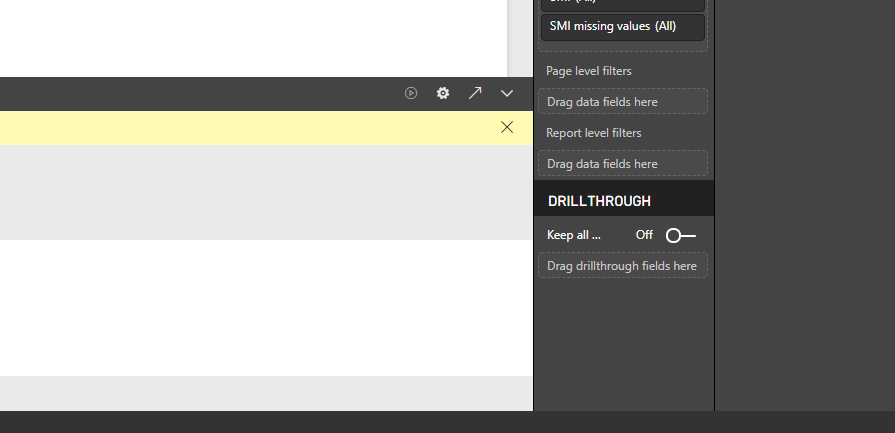 SMI missing values (All)
Page level filters
Drag data fields here
Report level filters
Drag data fields here
DRILLTHROUGH
Keep all ... Off
Drag drillthrough fields here